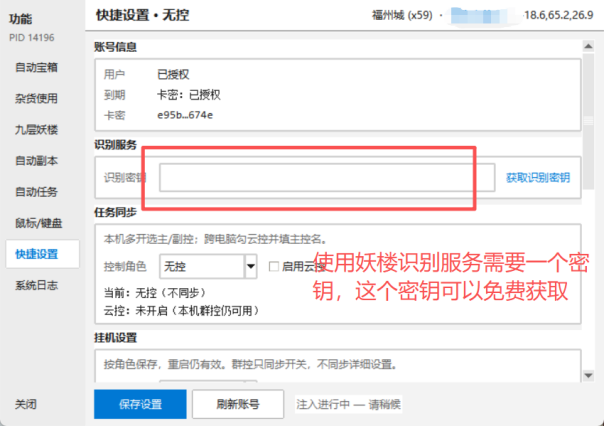 功能
PID 14196
自动宝箱
杂货使用
九层妖楼
自动副本
自动任务
鼠标/键盘
快捷设置
系统日志
关闭
快捷设置 • 无控
福州城 (x59) ·
18.6,65.2,26.9
账号信息
用户 已授权
到期 卡密：已授权
卡密 e95b…674e
识别服务
识别密钥 获取识别密钥
任务同步
本机多开选主/副控；跨电脑勾云控并填主控名。
控制角色 无控 启用云控
当前：无控（不同步）
云控：未开启（本机群控仍可用）
使用妖楼识别服务需要一个密
钥，这个密钥可以免费获取
挂机设置
按角色保存，重启仍有效。群控只同步开关，不同步详细设置。
保存设置 刷新账号 注入进行中 — 请稍候